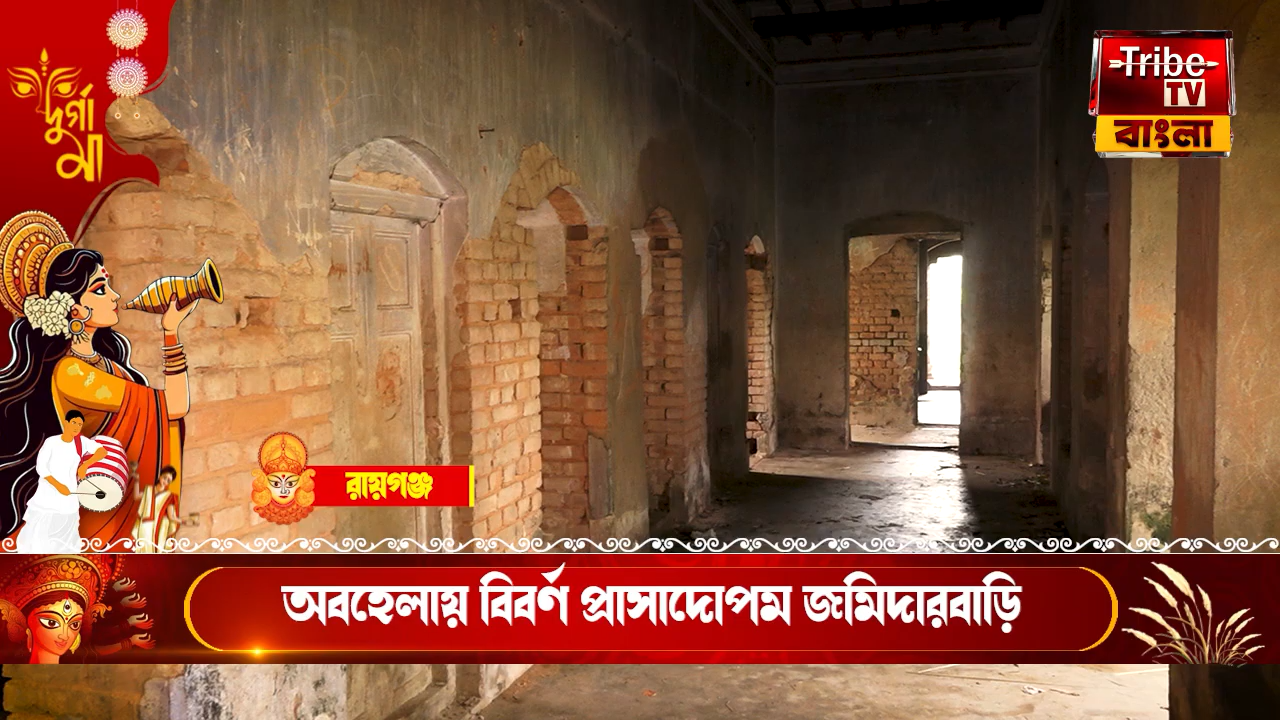 দুর্গা
মা
Tribe
TV
বাংলা
রায়গঞ্জ
অবহেলায় বিবর্ণ প্রাসাদোপম জমিদারবাড়ি